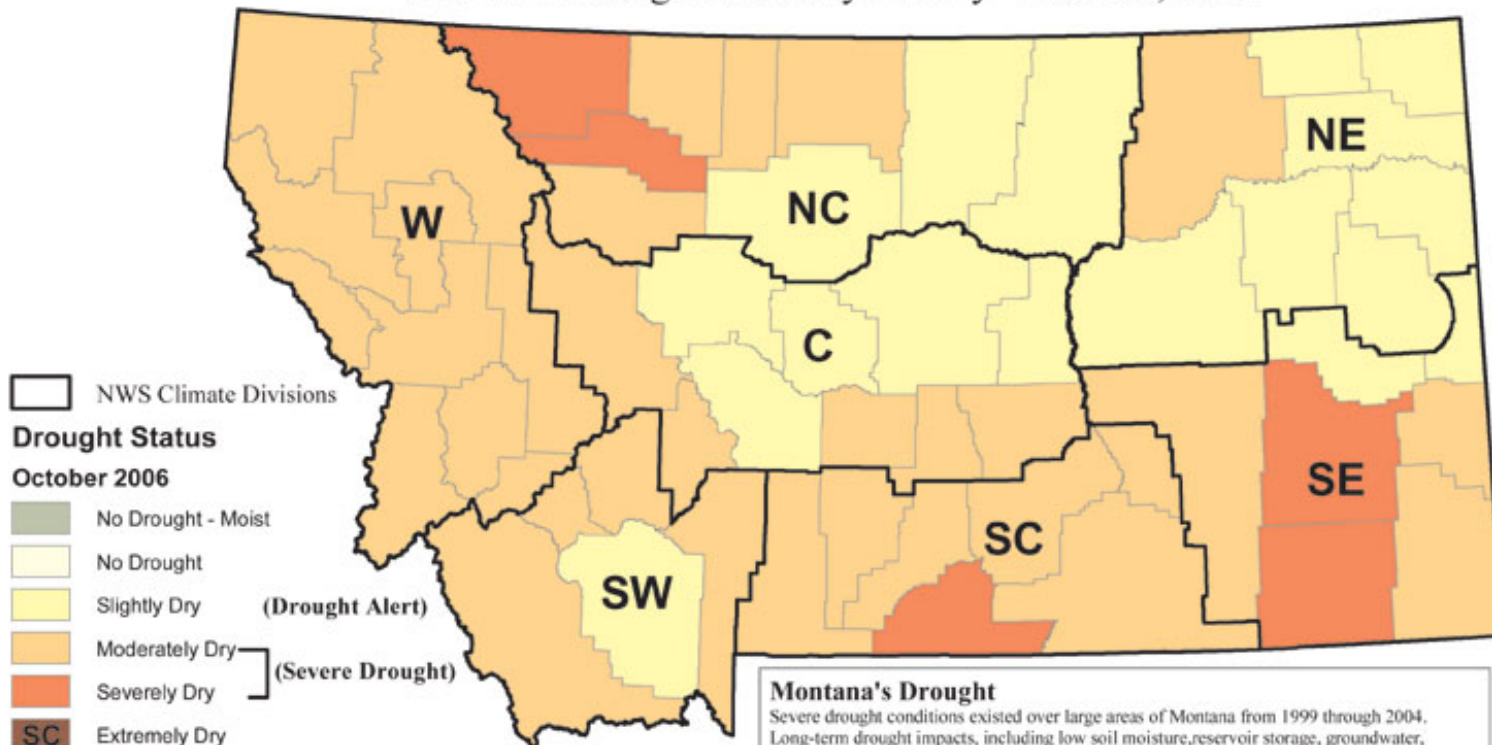 NE
NC
W
C
NWS Climate Divisions
Drought Status
October 2006
No Drought - Moist
No Drought
Slightly Dry (Drought Alert)
Moderately Dry
(Severe Drought)
Severely Dry
SC Extremely Dry
SE
SC
SW
Montana's Drought
Severe drought conditions existed over large areas of Montana from 1999 through 2004.
Long-term drought impacts, including low soil moisture,reservoir storage, groundwater,